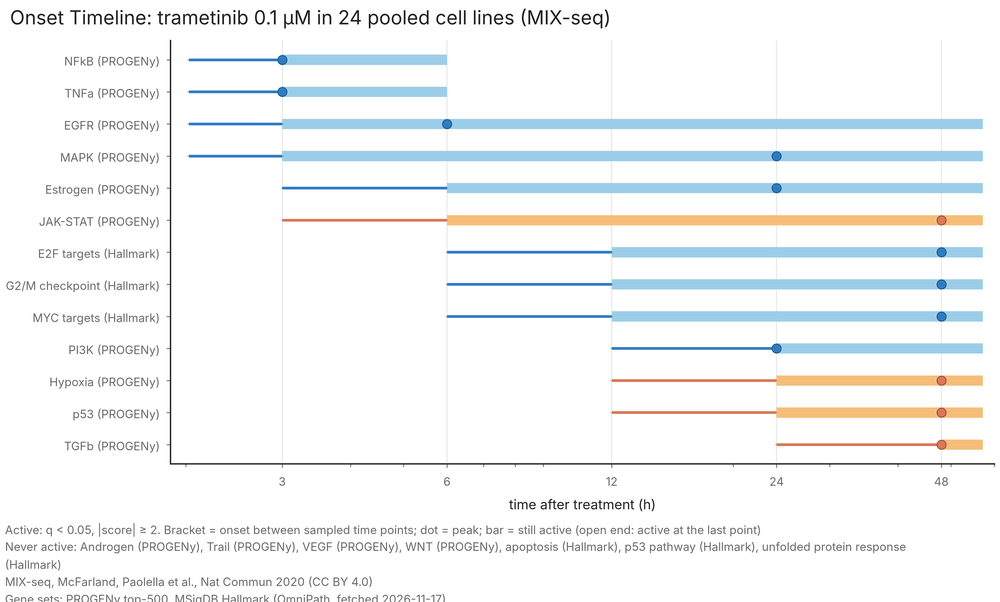 Onset Timeline: trametinib 0.1 µM in 24 pooled cell lines (MIX-seq)
NFkB (PROGENy)
TNFa (PROGENy)
EGFR (PROGENy)
MAPK (PROGENy)
Estrogen (PROGENy)
JAK-STAT (PROGENy)
E2F targets (Hallmark)
G2/M checkpoint (Hallmark)
MYC targets (Hallmark)
PI3K (PROGENy)
Hypoxia (PROGENy)
p53 (PROGENy)
TGFb (PROGENy)
3 6 12 24 48
time after treatment (h)
Active: q < 0.05, |score| ≥ 2. Bracket = onset between sampled time points; dot = peak; bar = still active (open end: active at the last point)
Never active: Androgen (PROGENy), Trail (PROGENy), VEGF (PROGENy), WNT (PROGENy), apoptosis (Hallmark), p53 pathway (Hallmark), unfolded protein response
(Hallmark)
MIX-seq, McFarland, Paolella et al., Nat Commun 2020 (CC BY 4.0)
Gene sets: PROGENy top-500, MSigDB Hallmark (OmniPath, fetched 2026-11-17)